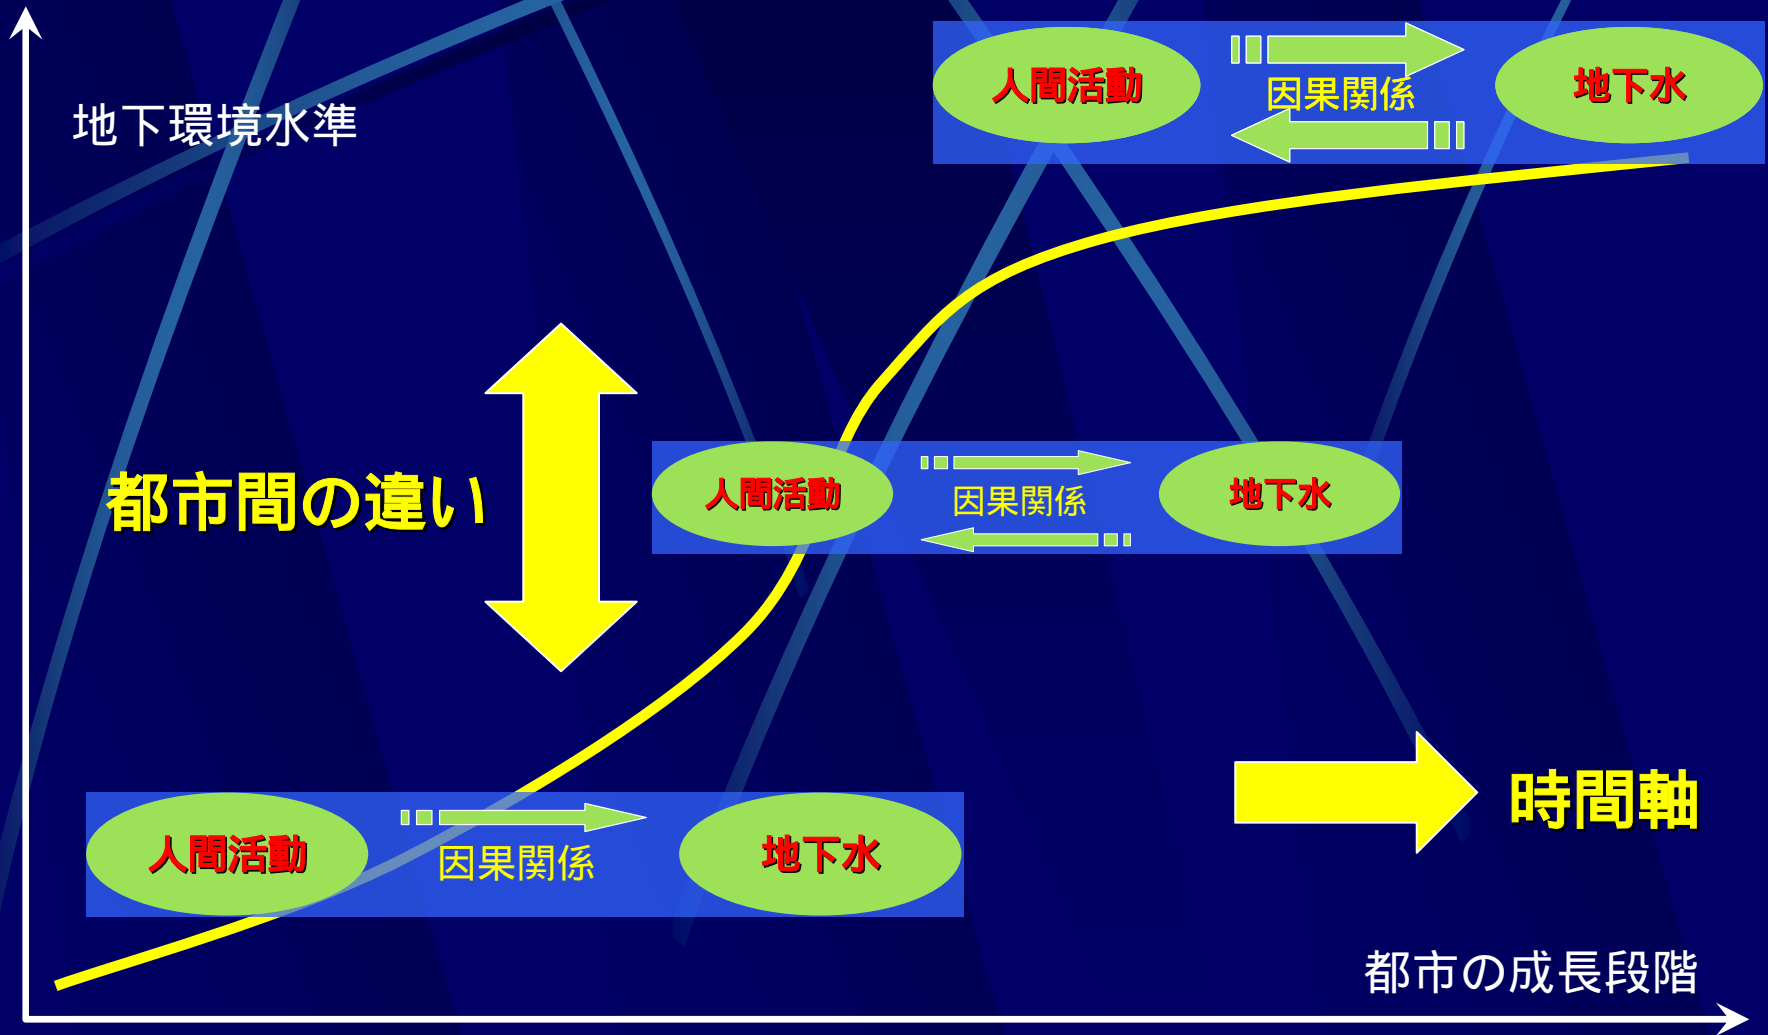 地下環境水準
人間活動
因果関係
地下水
都市間の違い
人間活動
因果関係
地下水
時間軸
人間活動
因果関係
地下水
都市の成長段階